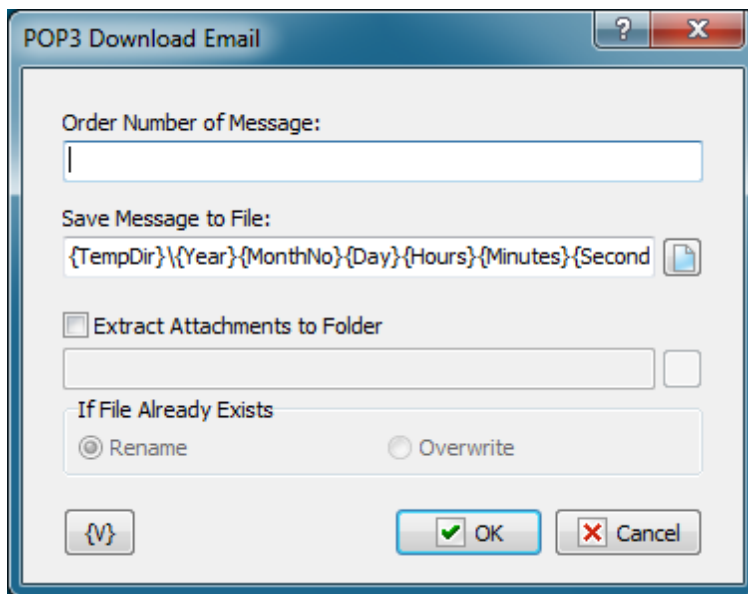 POP3 Download Email
?
Order Number of Message:
Save Message to File:
{TempDir}\{Year}{MonthNo}{Day}{Hours}{Minutes}{Second
Extract Attachments to Folder
If File Already Exists
Rename Overwrite
{V} OK Cancel